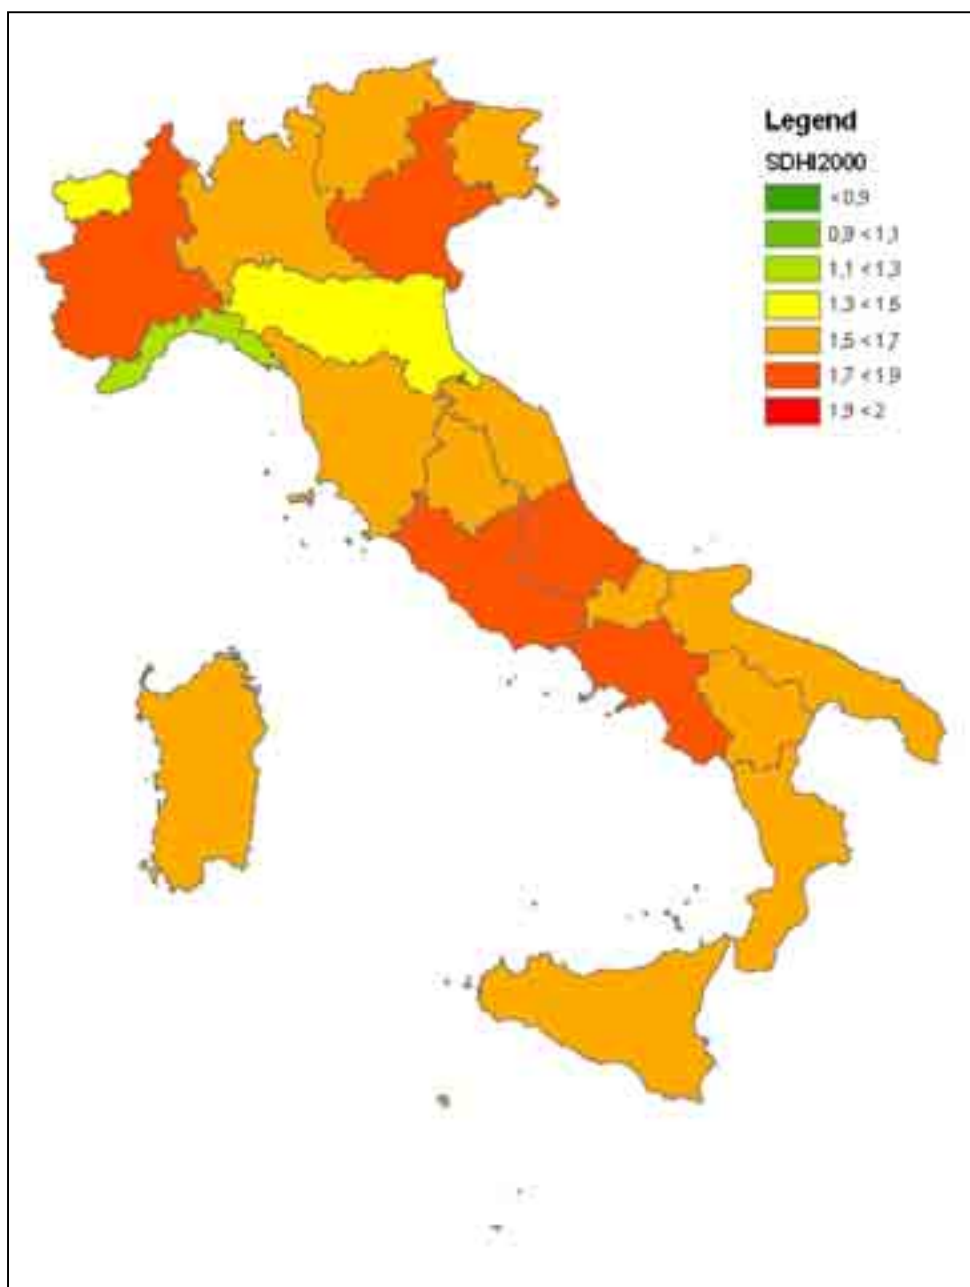 Legend
SDHI2000
< 0,9
0,9 < 1,1
1,1 < 1,3
1,3 < 1,5
1,5 < 1,7
1,7 < 1,9
1,9 < 2